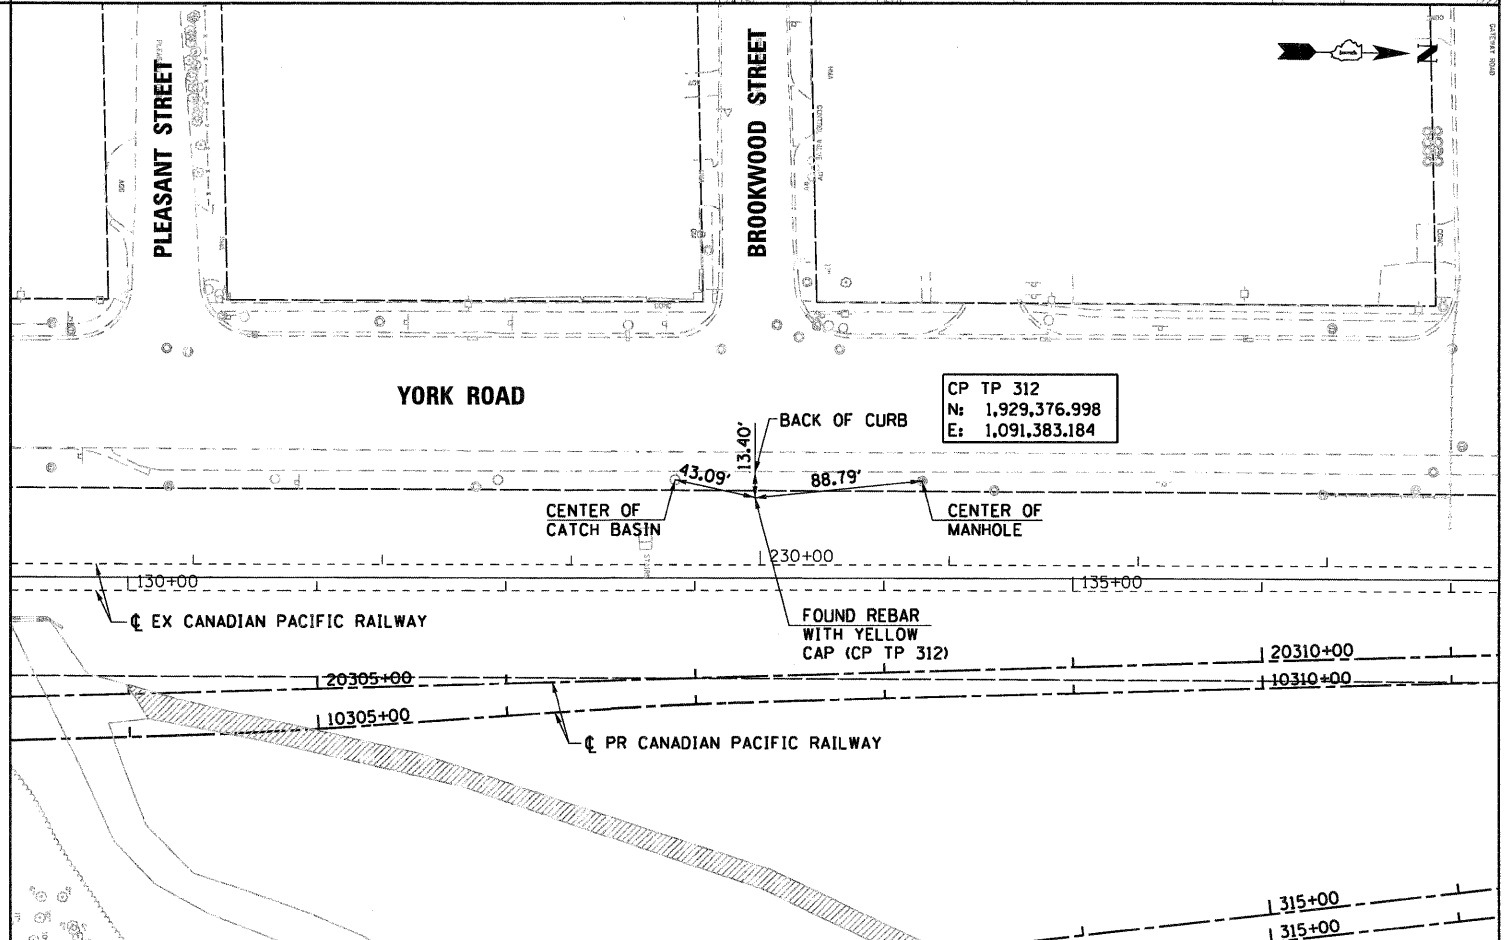 PLEASANT STREET
BROOKWOOD STREET
N
GATEWAY ROAD
YORK ROAD
CP TP 312
N: 1,929,376.998
E: 1,091,383.184
BACK OF CURB
13.40'
43.09'
88.79'
CENTER OF
CATCH BASIN
CENTER OF
MANHOLE
230+00
130+00
135+00
℄ EX CANADIAN PACIFIC RAILWAY
FOUND REBAR
WITH YELLOW
CAP (CP TP 312)
20305+00
20310+00
10310+00
10305+00
℄ PR CANADIAN PACIFIC RAILWAY
315+00
315+00